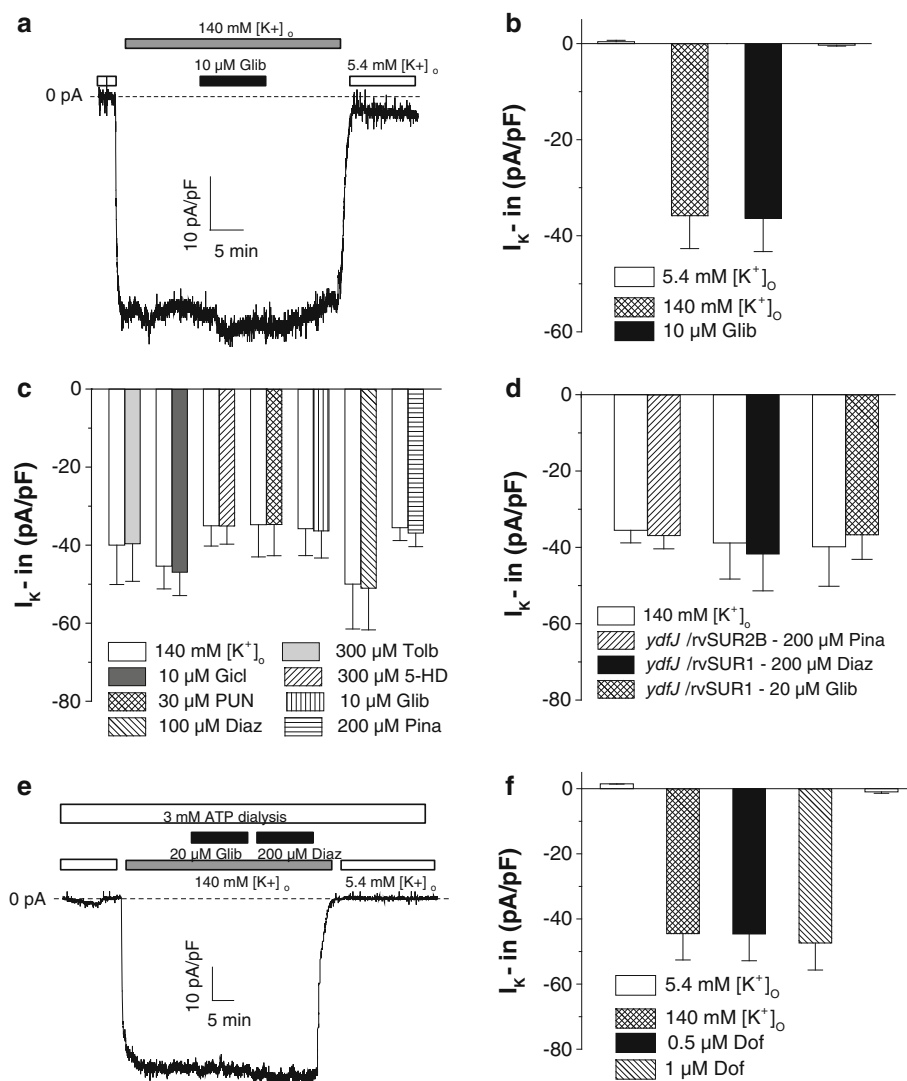 a
140 mM [K+] o
10 µM Glib
5.4 mM [K+] o
0 pA
10 pA/pF
5 min
b
0
-20
-40
-60
IK- in (pA/pF)
5.4 mM [K+]O
140 mM [K+]O
10 µM Glib
c
0
-20
-40
-60
-80
IK- in (pA/pF)
140 mM [K+]o
300 µM Tolb
10 µM Gicl
300 µM 5-HD
30 µM PUN
10 µM Glib
100 µM Diaz
200 µM Pina
d
0
-20
-40
-60
-80
IK- in (pA/pF)
140 mM [K+]o
ydfJ /rvSUR2B - 200 µM Pina
ydfJ /rvSUR1 - 200 µM Diaz
ydfJ /rvSUR1 - 20 µM Glib
e
3 mM ATP dialysis
20 µM Glib 200 µM Diaz
140 mM [K+] o
5.4 mM [K+] o
0 pA
10 pA/pF
5 min
f
0
-20
-40
-60
-80
IK- in (pA/pF)
5.4 mM [K+]O
140 mM [K+]O
0.5 µM Dof
1 µM Dof